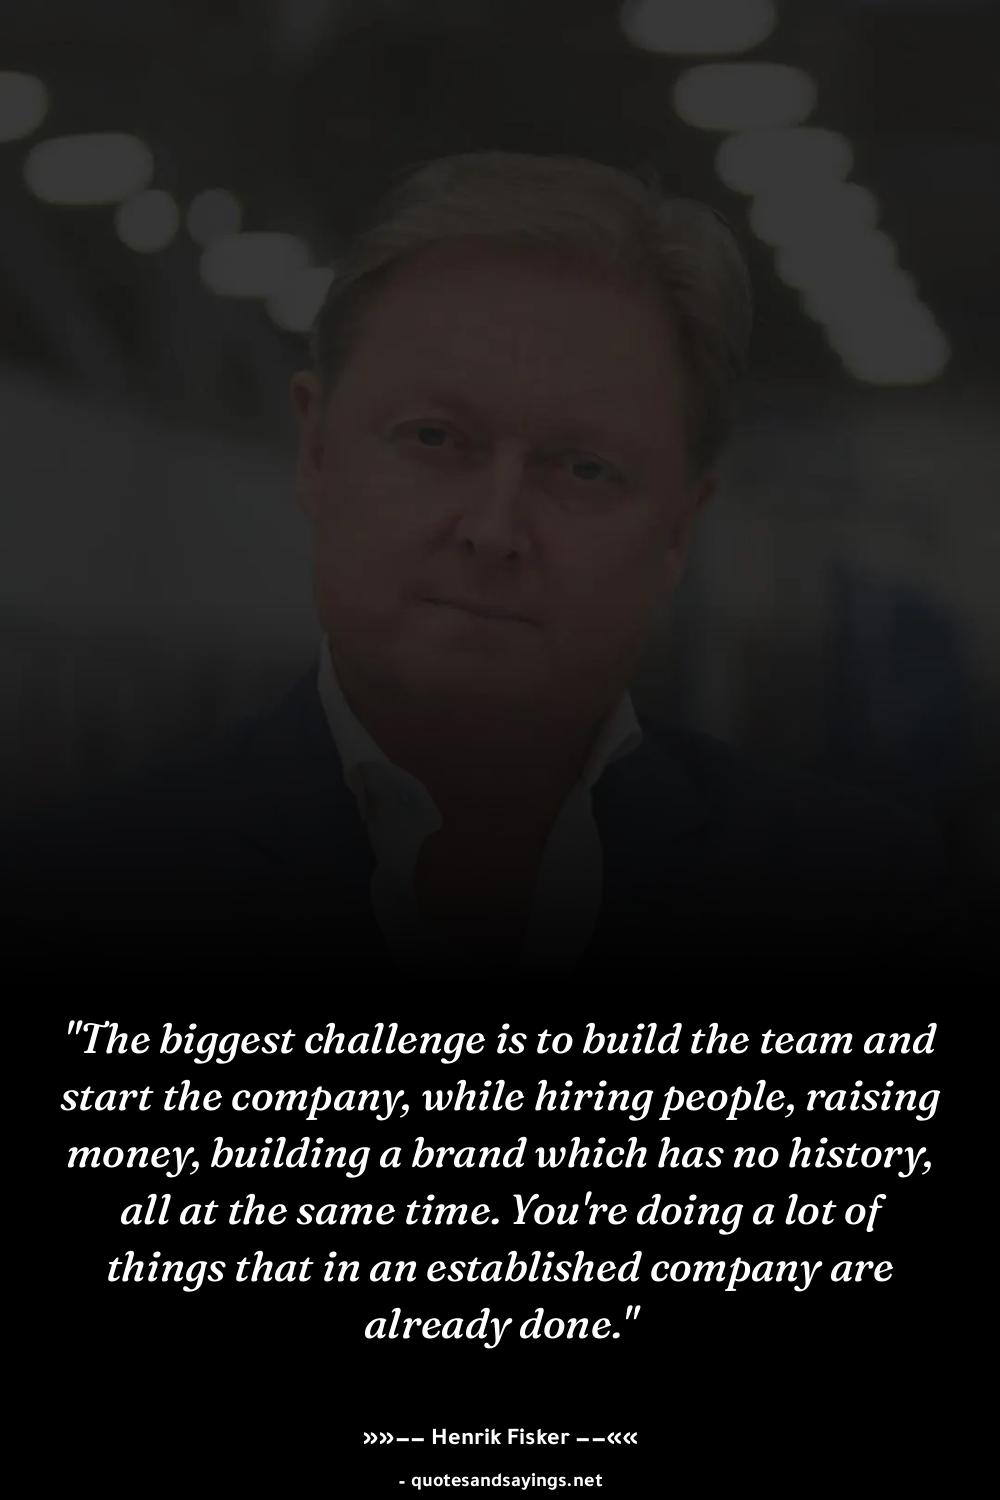 "The biggest challenge is to build the team and
start the company, while hiring people, raising
money, building a brand which has no history,
all at the same time. You're doing a lot of
things that in an established company are
already done."
»»–– Henrik Fisker ––««
- quotesandsayings.net